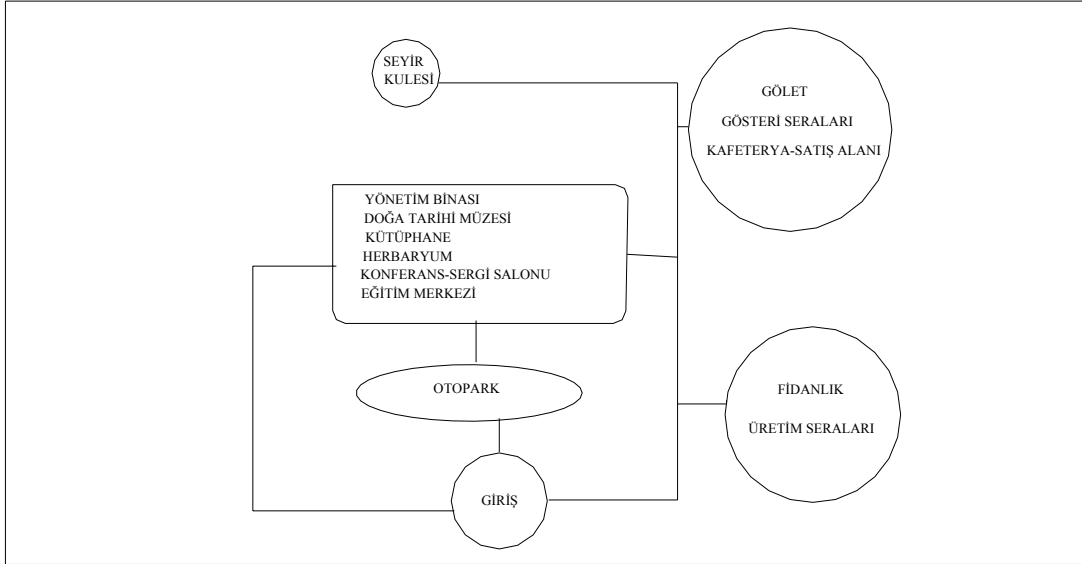 SEYİR
KULESİ
GÖLET
GÖSTERİ SERALARI
KAFETERYA-SATIŞ ALANI
YÖNETİM BİNASI
DOĞA TARİHİ MÜZESİ
KÜTÜPHANE
HERBARYUM
KONFERANS-SERGİ SALONU
EĞİTİM MERKEZİ
OTOPARK
FİDANLIK
ÜRETİM SERALARI
GİRİŞ